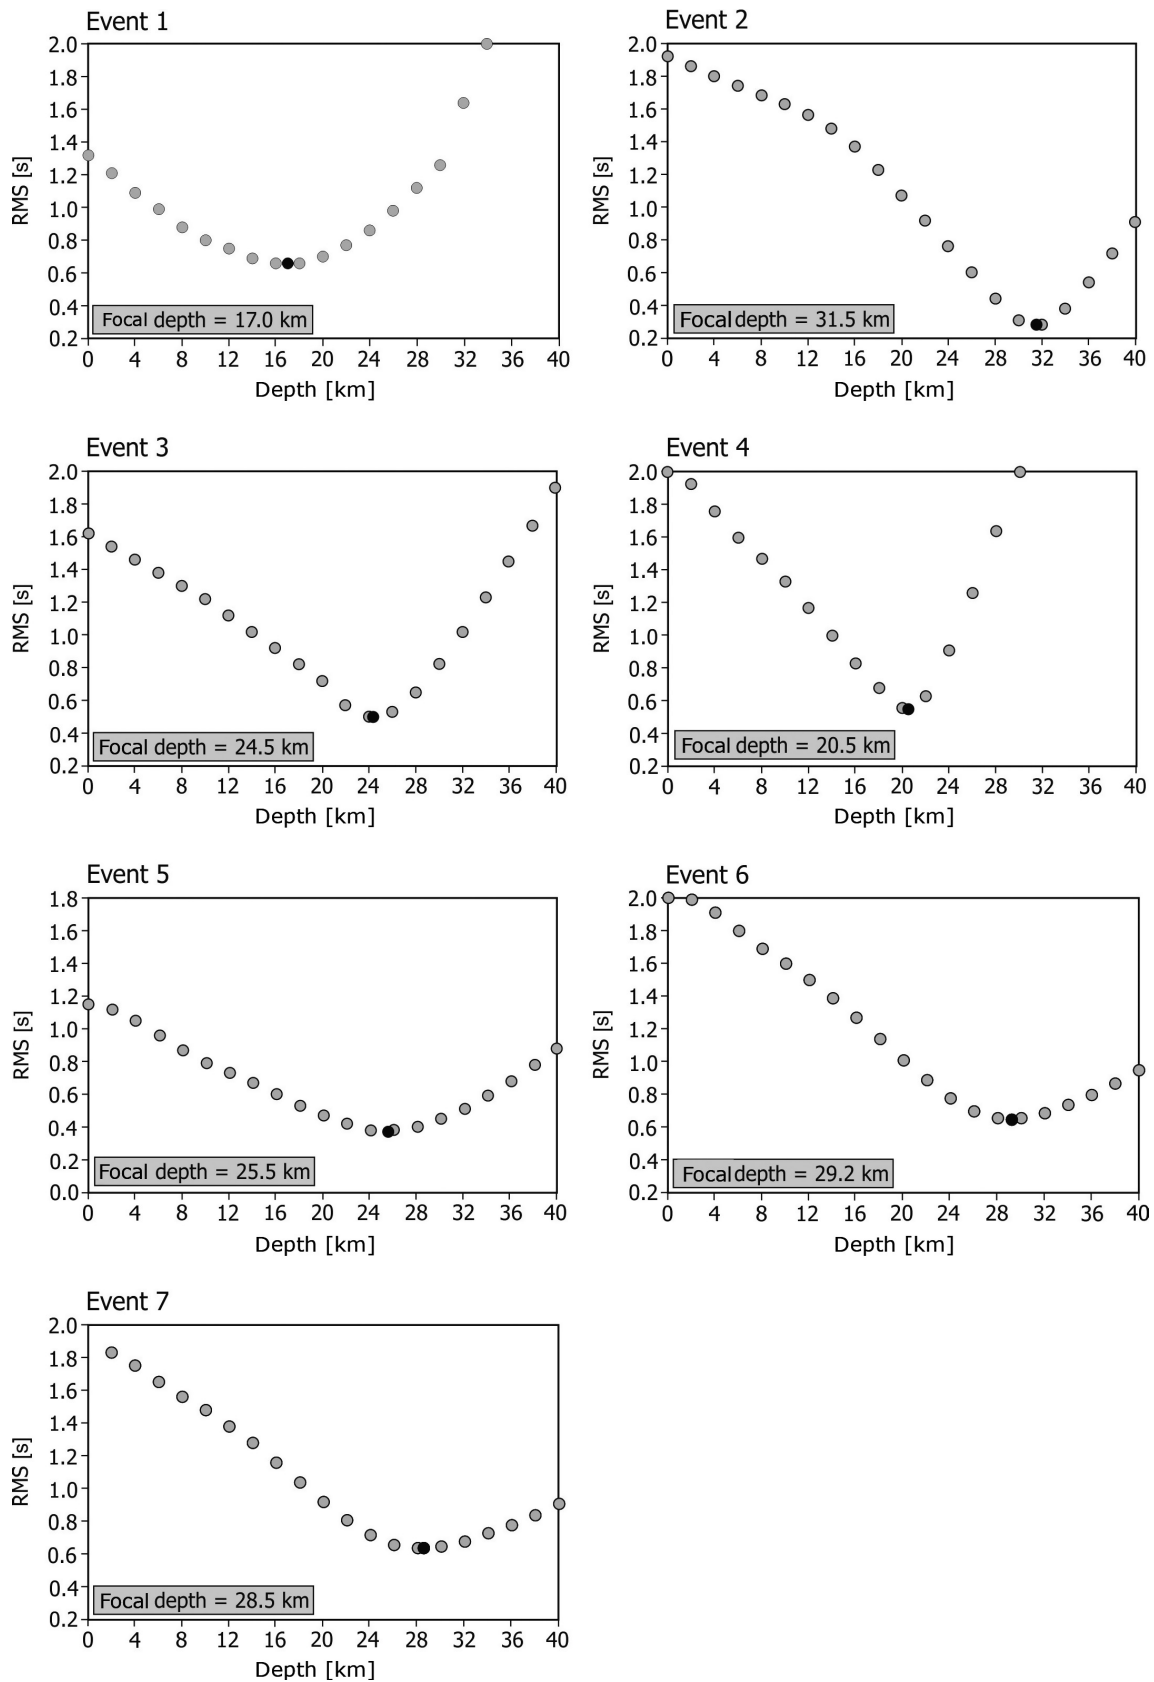 Event 1
2.0
1.8
1.6
1.4
1.2
1.0
0.8
0.6
0.4
0.2
RMS [s]
Focal depth = 17.0 km
0 4 8 12 16 20 24 28 32 36 40
Depth [km]
Event 2
2.0
1.8
1.6
1.4
1.2
1.0
0.8
0.6
0.4
0.2
RMS [s]
Focal depth = 31.5 km
0 4 8 12 16 20 24 28 32 36 40
Depth [km]
Event 3
2.0
1.8
1.6
1.4
1.2
1.0
0.8
0.6
0.4
0.2
RMS [s]
Focal depth = 24.5 km
0 4 8 12 16 20 24 28 32 36 40
Depth [km]
Event 4
2.0
1.8
1.6
1.4
1.2
1.0
0.8
0.6
0.4
0.2
RMS [s]
Focal depth = 20.5 km
0 4 8 12 16 20 24 28 32 36 40
Depth [km]
Event 5
1.8
1.6
1.4
1.2
1.0
0.8
0.6
0.4
0.2
0.0
RMS [s]
Focal depth = 25.5 km
0 4 8 12 16 20 24 28 32 36 40
Depth [km]
Event 6
2.0
1.8
1.6
1.4
1.2
1.0
0.8
0.6
0.4
0.2
RMS [s]
Focal depth = 29.2 km
0 4 8 12 16 20 24 28 32 36 40
Depth [km]
Event 7
2.0
1.8
1.6
1.4
1.2
1.0
0.8
0.6
0.4
0.2
RMS [s]
Focal depth = 28.5 km
0 4 8 12 16 20 24 28 32 36 40
Depth [km]